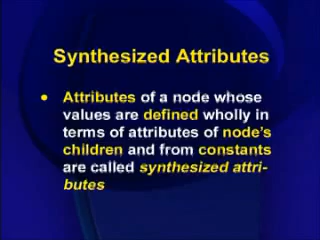 Synthesized Attributes
• Attributes of a node whose
values are defined wholly in
terms of attributes of node's
children and from constants
are called synthesized attri-
butes